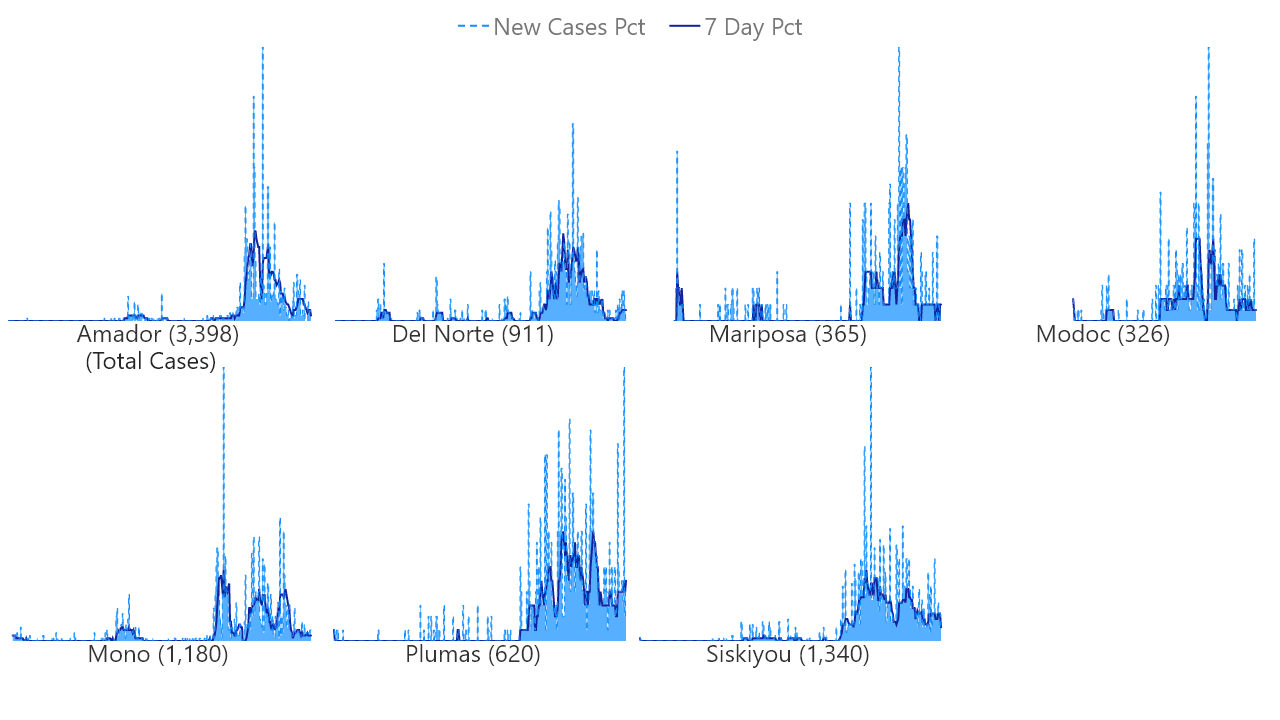 New Cases Pct 7 Day Pct
Amador (3,398) Del Norte (911) Mariposa (365) Modoc (326)
(Total Cases)
Mono (1,180) Plumas (620) Siskiyou (1,340)